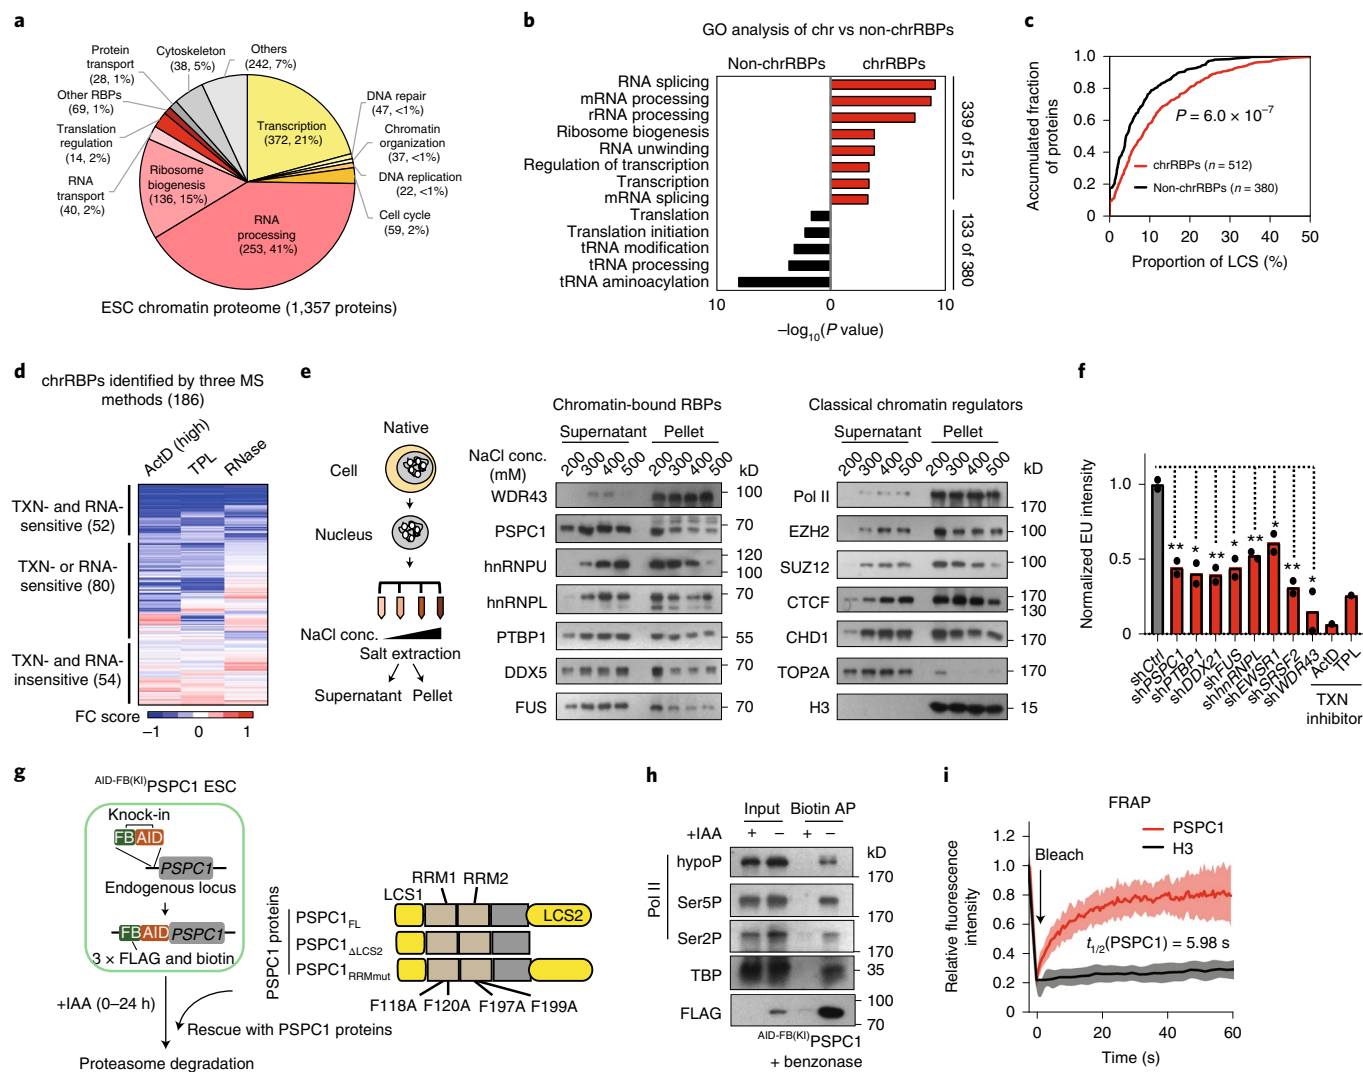 a
Protein transport (28, 1%)
Cytoskeleton (38, 5%)
Others (242, 7%)
Other RBPs (69, 1%)
Translation regulation (14, 2%)
RNA transport (40, 2%)
Ribosome biogenesis (136, 15%)
RNA processing (253, 41%)
Transcription (372, 21%)
DNA repair (47, <1%)
Chromatin organization (37, <1%)
DNA replication (22, <1%)
Cell cycle (59, 2%)
ESC chromatin proteome (1,357 proteins)
b
GO analysis of chr vs non-chrRBPs
Non-chrRBPs chrRBPs
RNA splicing
mRNA processing
rRNA processing
Ribosome biogenesis
RNA unwinding
Regulation of transcription
Transcription
mRNA splicing
Translation
Translation initiation
tRNA modification
tRNA processing
tRNA aminoacylation
339 of 512
133 of 380
10 0 10
–log10(P value)
c
Accumulated fraction of proteins
1.0
0.8
0.6
0.4
0.2
0
P = 6.0 × 10⁻⁷
chrRBPs (n = 512)
Non-chrRBPs (n = 380)
0 10 20 30 40 50
Proportion of LCS (%)
d
chrRBPs identified by three MS methods (186)
ActD (high) TPL RNase
TXN- and RNA-sensitive (52)
TXN- or RNA-sensitive (80)
TXN- and RNA-insensitive (54)
FC score
–1 0 1
e
Native
Cell
Nucleus
NaCl conc.
Salt extraction
Supernatant Pellet
Chromatin-bound RBPs
Supernatant Pellet
NaCl conc. (mM)
200 300 400 500 200 300 400 500 kD
WDR43 100
PSPC1 70
hnRNPU 120 100
hnRNPL 70
PTBP1 55
DDX5 70
FUS 70
Classical chromatin regulators
Supernatant Pellet
200 300 400 500 200 300 400 500 kD
Pol II 170
EZH2 100
SUZ12 100
CTCF 170 130
CHD1 170
TOP2A 170
H3 15
f
Normalized EU intensity
1.0
0.5
0
** * ** * ** * ** *
shCtrl
shPSPC1
shPTBP1
shDDX21
shFUS
shhnRNPL
shEWSR1
shSRSF2
shWDR43
ActD
TPL
TXN inhibitor
g
AID-FB(KI)PSPC1 ESC
Knock-in
FB AID
PSPC1
Endogenous locus
FB AID PSPC1
3 × FLAG and biotin
+IAA (0–24 h)
Rescue with PSPC1 proteins
Proteasome degradation
PSPC1 proteins
RRM1 RRM2
LCS1
PSPC1FL LCS2
PSPC1ΔLCS2
PSPC1RRMmut
F118A F120A F197A F199A
h
Input Biotin AP
+IAA + – + – kD
Pol II
hypoP 170
Ser5P 170
Ser2P 170
TBP 35
FLAG 100 70
AID-FB(KI)PSPC1
+ benzonase
i
FRAP
Relative fluorescence intensity
1.2
1.0
0.8
0.6
0.4
0.2
0
PSPC1
H3
Bleach
t1/2(PSPC1) = 5.98 s
0 20 40 60
Time (s)